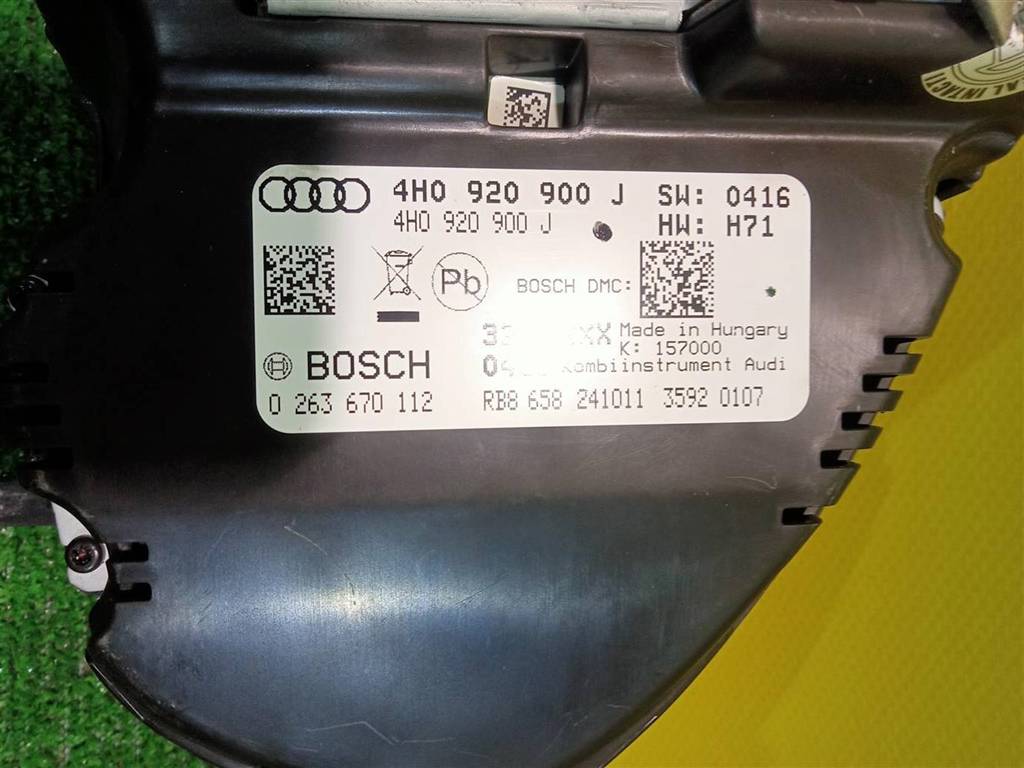 4H0 920 900 J SW: 0416
4H0 920 900 J HW: H71
Pb BOSCH DMC:
Made in Hungary
K: 157000
BOSCH Kombiinstrument Audi
0 263 670 112 RB8 658 241011 3592 0107